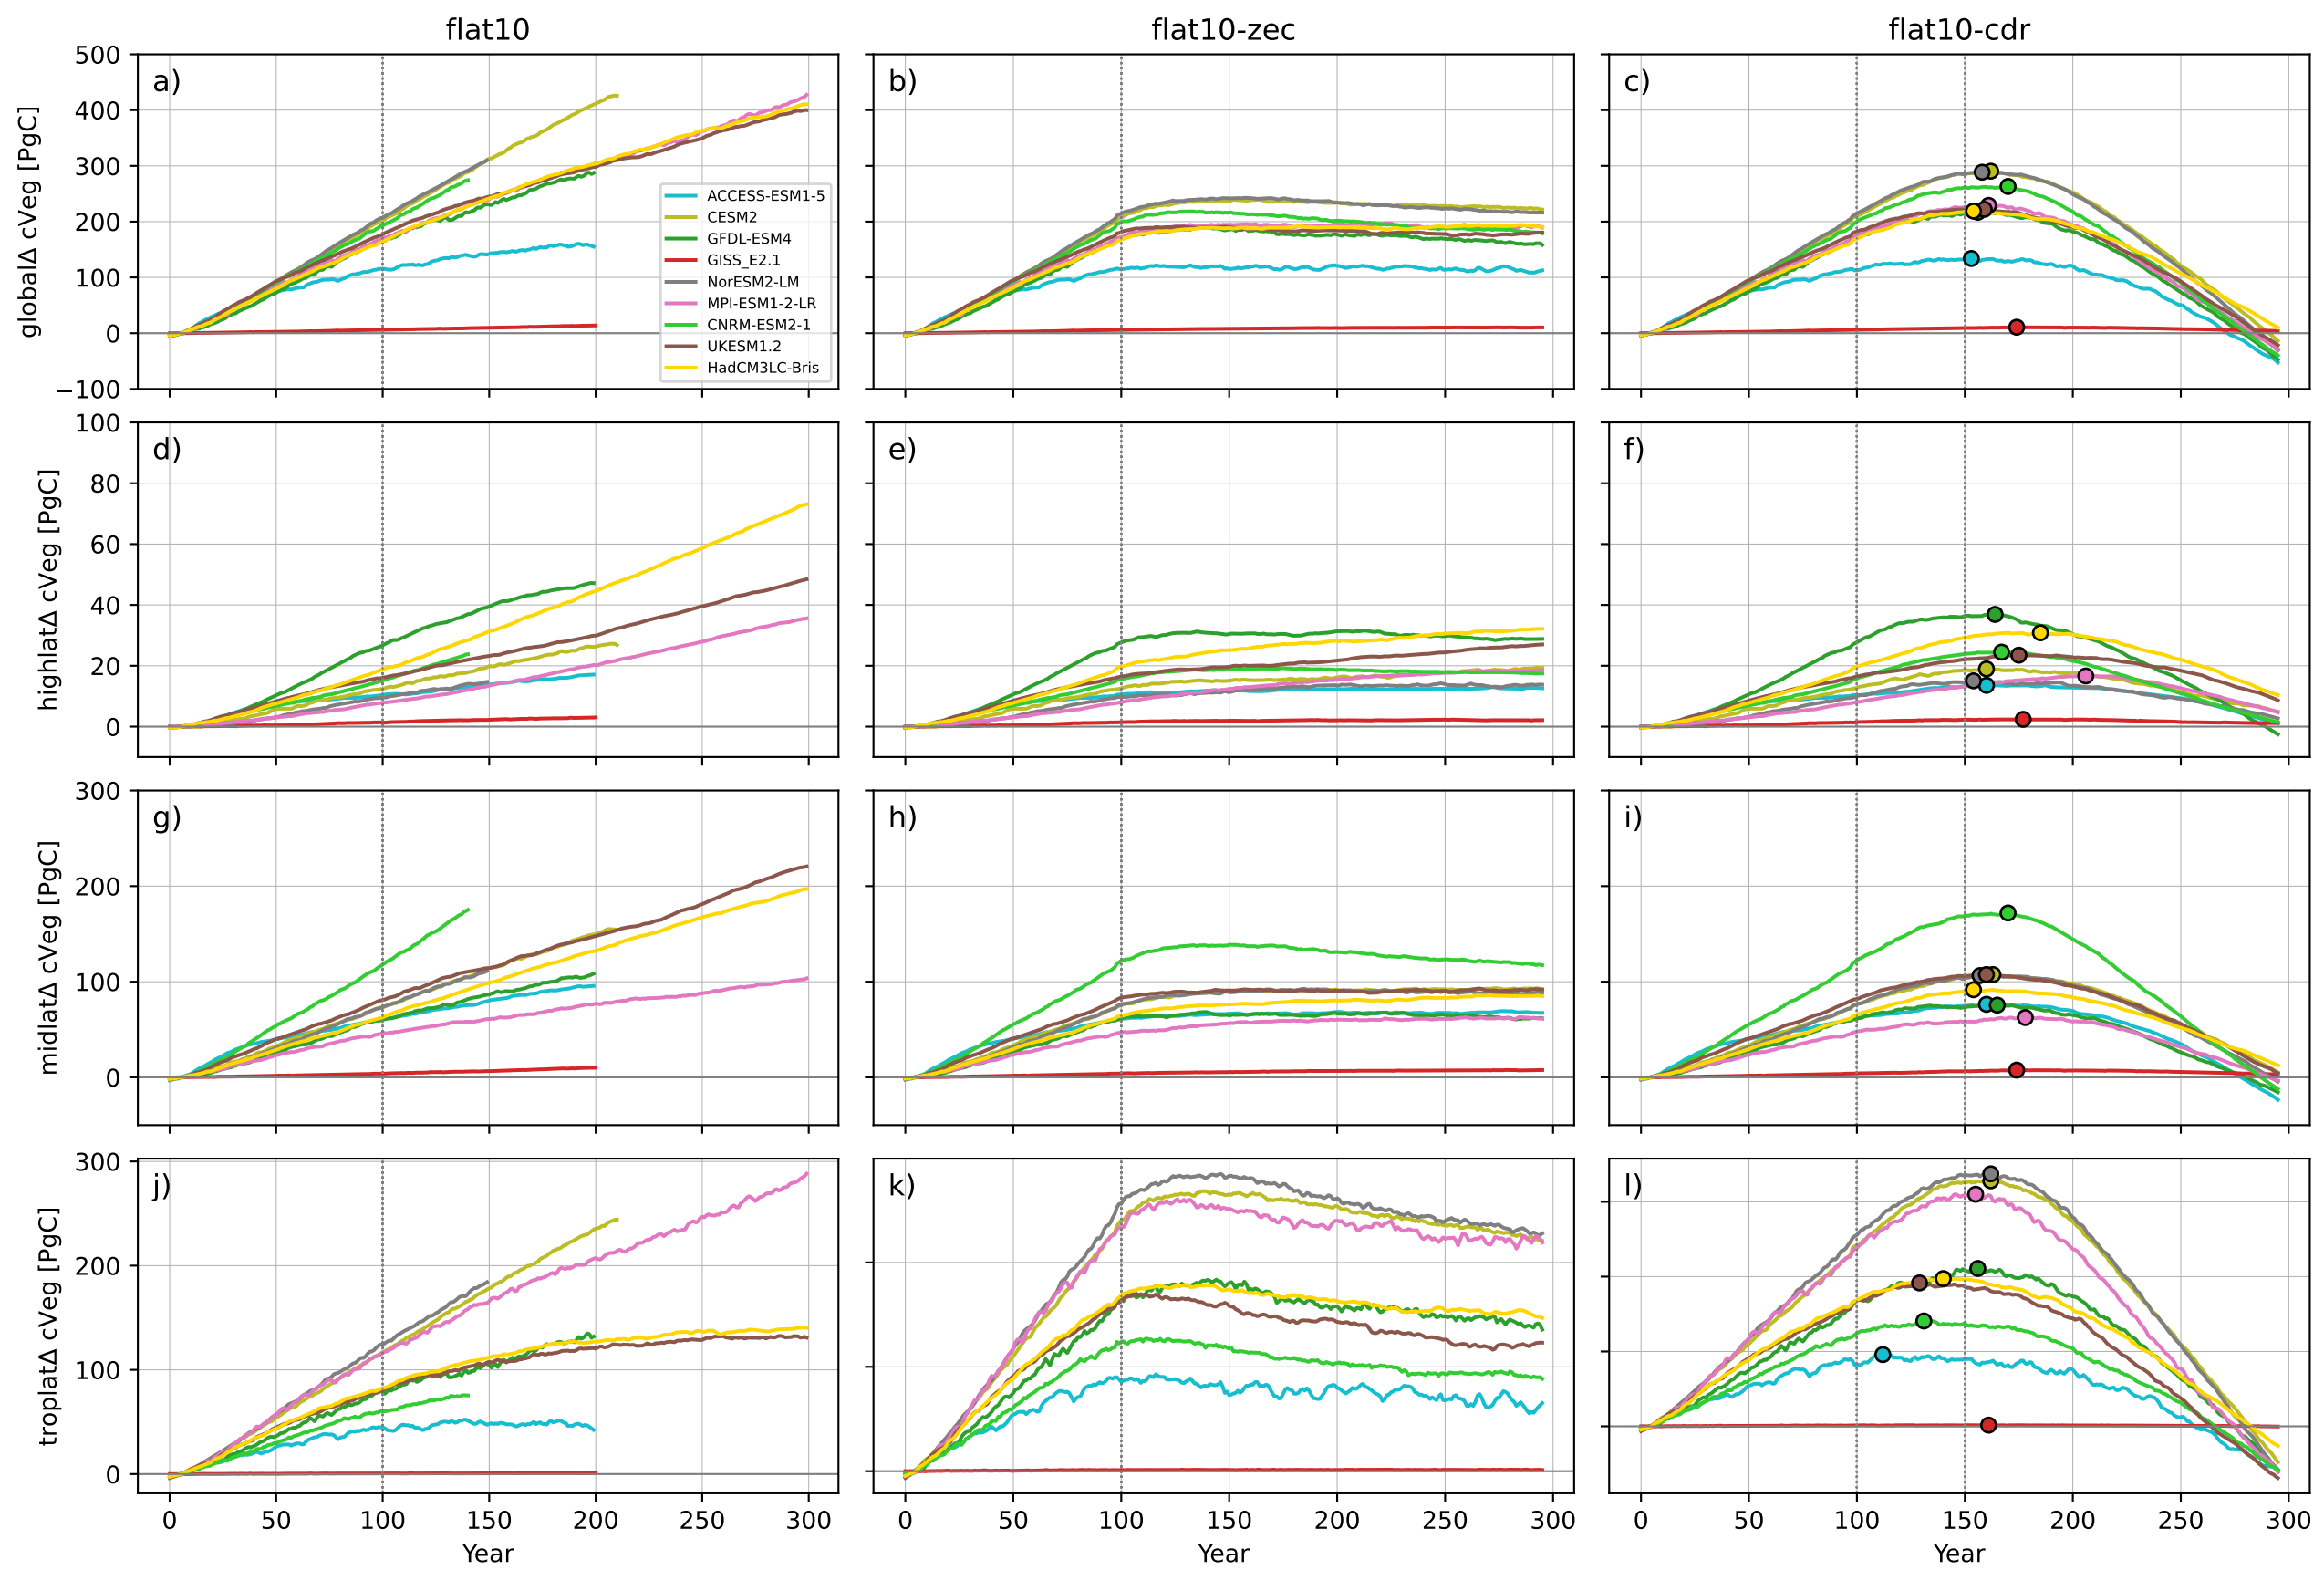 flat10
flat10-zec
flat10-cdr
a)
b)
c)
500
400
300
200
100
0
−100
globalΔ cVeg [PgC]
ACCESS-ESM1-5
CESM2
GFDL-ESM4
GISS_E2.1
NorESM2-LM
MPI-ESM1-2-LR
CNRM-ESM2-1
UKESM1.2
HadCM3LC-Bris
d)
e)
f)
100
80
60
40
20
0
highlatΔ cVeg [PgC]
g)
h)
i)
300
200
100
0
midlatΔ cVeg [PgC]
j)
k)
l)
300
200
100
0
troplatΔ cVeg [PgC]
0 50 100 150 200 250 300
0 50 100 150 200 250 300
0 50 100 150 200 250 300
Year
Year
Year